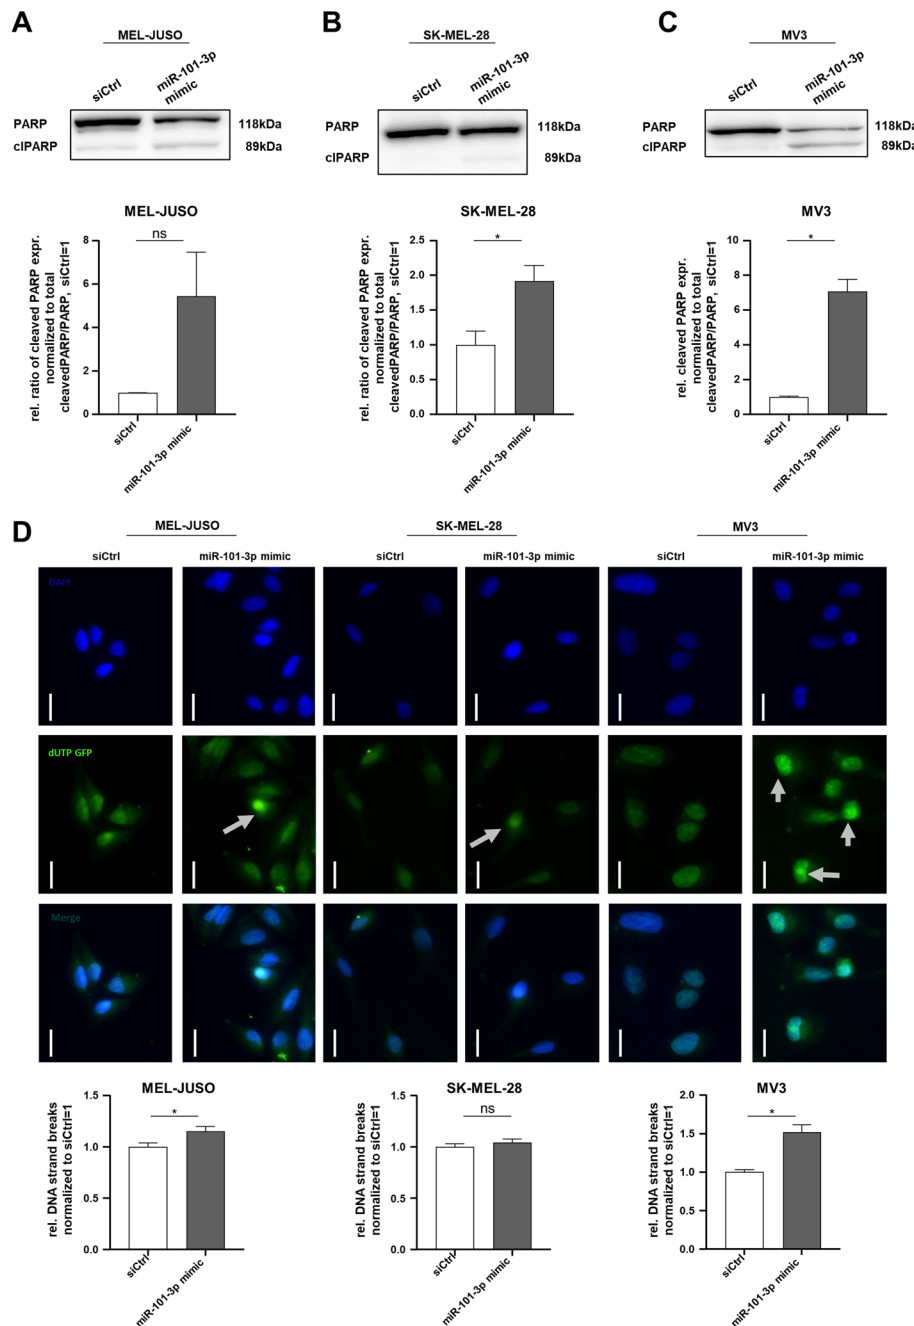 A
MEL-JUSO
siCtrl
miR-101-3p
mimic
PARP
118kDa
clPARP
89kDa
MEL-JUSO
rel. ratio of cleaved PARP expr.
normalized to total
cleavedPARP/PARP, siCtrl=1
8
6
4
2
0
ns
siCtrl
miR-101-3p mimic
B
SK-MEL-28
siCtrl
miR-101-3p
mimic
PARP
118kDa
clPARP
89kDa
SK-MEL-28
rel. ratio of cleaved PARP expr.
normalized to total
cleavedPARP/PARP, siCtrl=1
2.5
2.0
1.5
1.0
0.5
0.0
*
siCtrl
miR-101-3p mimic
C
MV3
siCtrl
miR-101-3p
mimic
PARP
118kDa
clPARP
89kDa
MV3
rel. cleaved PARP expr.
normalized to total
cleavedPARP/PARP, siCtrl=1
10
8
6
4
2
0
*
siCtrl
miR-101-3p mimic
D
MEL-JUSO
SK-MEL-28
MV3
siCtrl
miR-101-3p mimic
siCtrl
miR-101-3p mimic
siCtrl
miR-101-3p mimic
DAPI
dUTP GFP
Merge
MEL-JUSO
rel. DNA strand breaks
normalized to siCtrl=1
1.5
1.0
0.5
0.0
*
siCtrl
miR-101-3p mimic
SK-MEL-28
rel. DNA strand breaks
normalized to siCtrl=1
1.5
1.0
0.5
0.0
ns
siCtrl
miR-101-3p mimic
MV3
rel. DNA strand breaks
normalized to siCtrl=1
2.0
1.5
1.0
0.5
0.0
*
siCtrl
miR-101-3p mimic